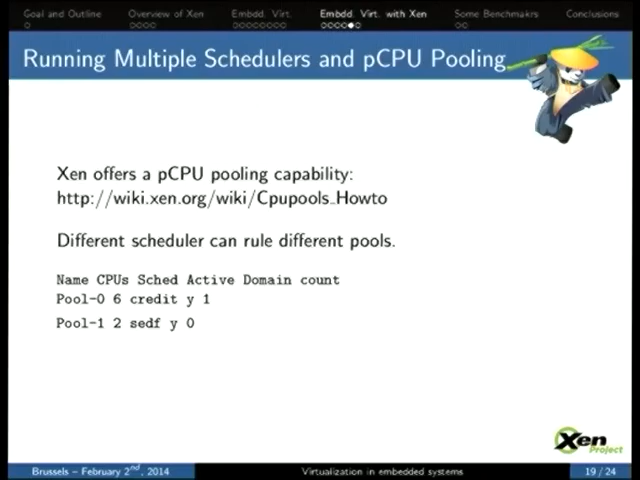 Goal and Outline Overview of Xen Embdd. Virt. Embdd. Virt. with Xen Some Benchmakrs Conclusions
Running Multiple Schedulers and pCPU Pooling
Xen offers a pCPU pooling capability:
http://wiki.xen.org/wiki/Cpupools_Howto
Different scheduler can rule different pools.
Name CPUs Sched Active Domain count
Pool-0 6 credit y 1
Pool-1 2 sedf y 0
Xen
Project
Brussels – February 2nd, 2014 Virtualization in embedded systems 19 / 24